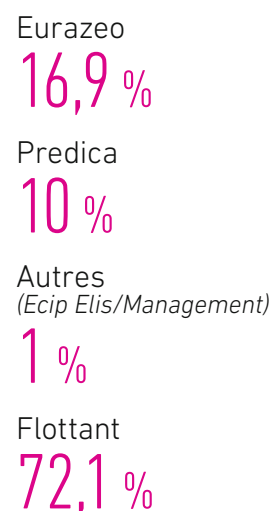 Eurazeo
16,9 %
Predica
10 %
Autres
(Ecip Elis/Management)
1 %
Flottant
72,1 %